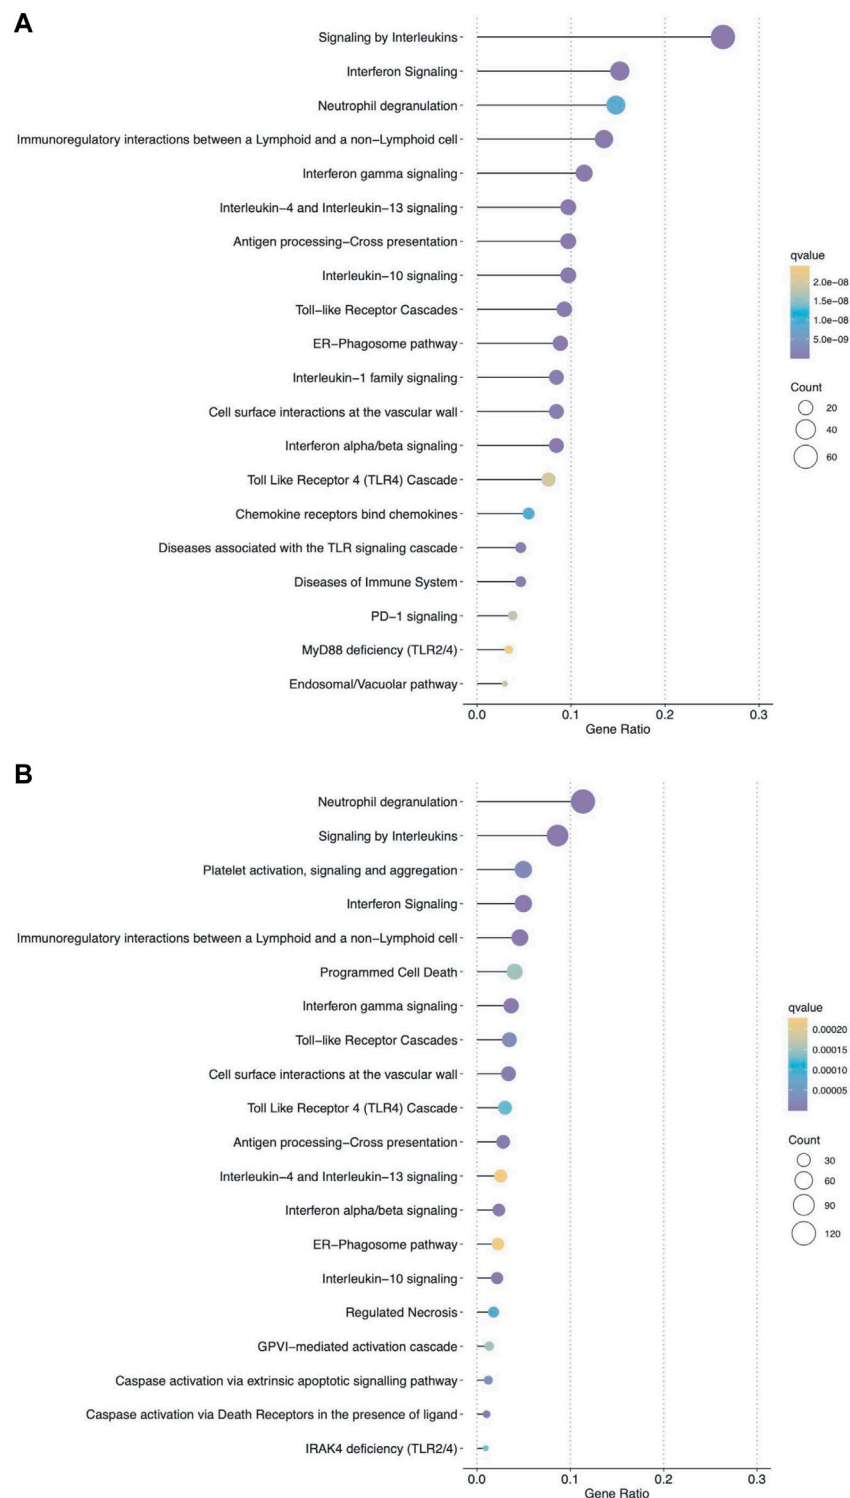 A
Signaling by Interleukins
Interferon Signaling
Neutrophil degranulation
Immunoregulatory interactions between a Lymphoid and a non−Lymphoid cell
Interferon gamma signaling
Interleukin−4 and Interleukin−13 signaling
Antigen processing−Cross presentation
Interleukin−10 signaling
Toll−like Receptor Cascades
ER−Phagosome pathway
Interleukin−1 family signaling
Cell surface interactions at the vascular wall
Interferon alpha/beta signaling
Toll Like Receptor 4 (TLR4) Cascade
Chemokine receptors bind chemokines
Diseases associated with the TLR signaling cascade
Diseases of Immune System
PD−1 signaling
MyD88 deficiency (TLR2/4)
Endosomal/Vacuolar pathway
0.0 0.1 0.2 0.3
Gene Ratio
qvalue
2.0e−08
1.5e−08
1.0e−08
5.0e−09
Count
20
40
60
B
Neutrophil degranulation
Signaling by Interleukins
Platelet activation, signaling and aggregation
Interferon Signaling
Immunoregulatory interactions between a Lymphoid and a non−Lymphoid cell
Programmed Cell Death
Interferon gamma signaling
Toll−like Receptor Cascades
Cell surface interactions at the vascular wall
Toll Like Receptor 4 (TLR4) Cascade
Antigen processing−Cross presentation
Interleukin−4 and Interleukin−13 signaling
Interferon alpha/beta signaling
ER−Phagosome pathway
Interleukin−10 signaling
Regulated Necrosis
GPVI−mediated activation cascade
Caspase activation via extrinsic apoptotic signalling pathway
Caspase activation via Death Receptors in the presence of ligand
IRAK4 deficiency (TLR2/4)
0.0 0.1 0.2 0.3
Gene Ratio
qvalue
0.00020
0.00015
0.00010
0.00005
Count
30
60
90
120